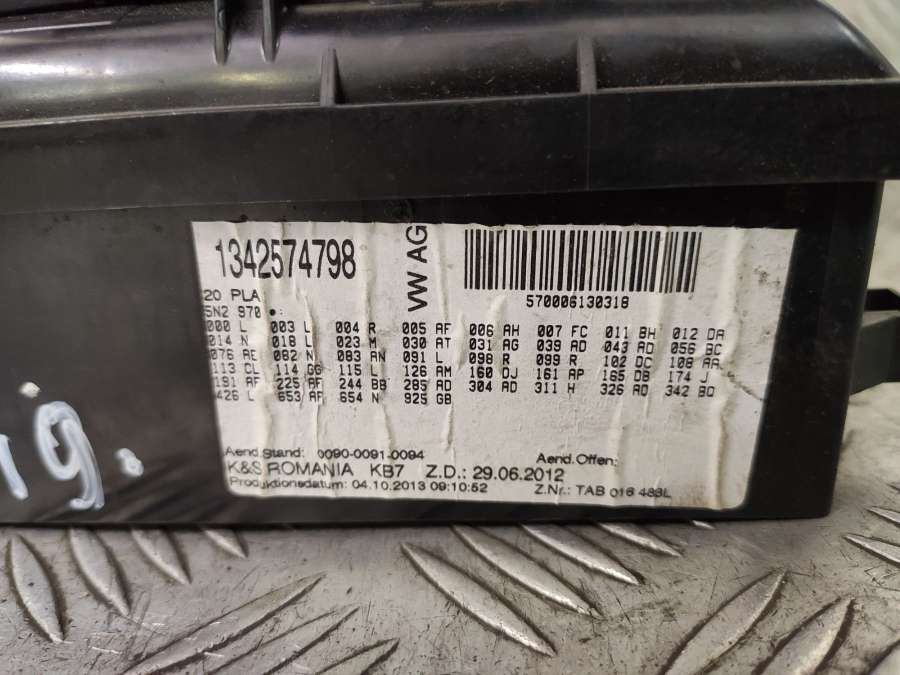 1342574798
VW AG
570006130318
20 PLA
5N2 970 •:
000 L 003 L 004 R 005 AF 006 AH 007 FC 011 BH 012 DA
014 N 018 L 023 M 030 AT 031 AG 039 AD 043 AD 056 BC
076 AE 082 N 083 AN 091 L 098 R 099 R 102 DC 108 AA
113 CL 114 GG 115 L 126 AM 160 DJ 161 AP 165 DB 174 J
191 AF 225 AF 244 BB 285 AD 304 AD 311 H 326 AD 342 BQ
426 L 653 AF 654 N 925 GB
Aend.Stand: 0090-0091-0094 Aend.Offen:
K&S ROMANIA KB7 Z.D.: 29.06.2012
Produktionsdatum: 04.10.2013 09:10:52 Z.Nr.: TAB 016 483L
19.8